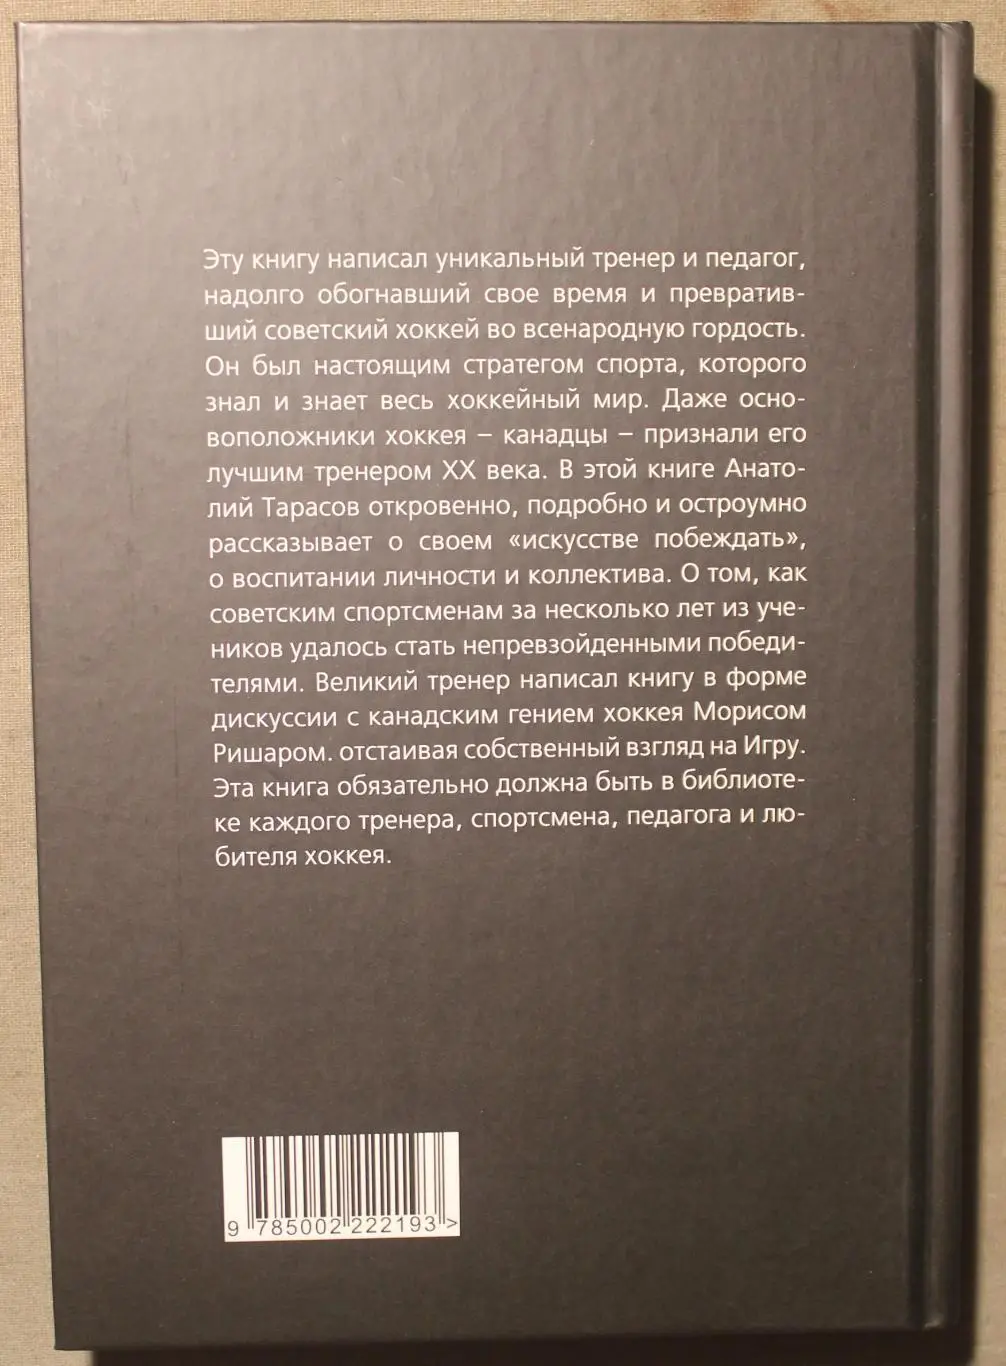 Эту книгу написал уникальный тренер и педагог,
надолго обогнавший свое время и превратив-
ший советский хоккей во всенародную гордость.
Он был настоящим стратегом спорта, которого
знал и знает весь хоккейный мир. Даже осно-
воположники хоккея – канадцы – признали его
лучшим тренером XX века. В этой книге Анато-
лий Тарасов откровенно, подробно и остроумно
рассказывает о своем «искусстве побеждать»,
о воспитании личности и коллектива. О том, как
советским спортсменам за несколько лет из уче-
ников удалось стать непревзойденными победи-
телями. Великий тренер написал книгу в форме
дискуссии с канадским гением хоккея Морисом
Ришаром. отстаивая собственный взгляд на Игру.
Эта книга обязательно должна быть в библиоте-
ке каждого тренера, спортсмена, педагога и лю-
бителя хоккея.
9 785002 222193 >